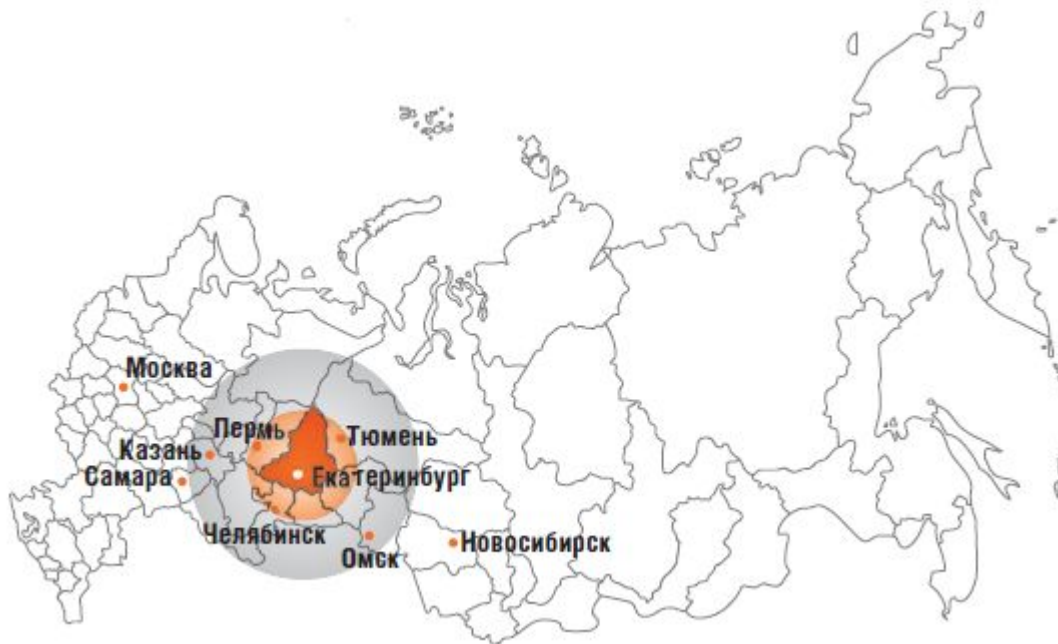 Москва
Пермь
Тюмень
Казань
Самара
Екатеринбург
Челябинск
Омск
Новосибирск